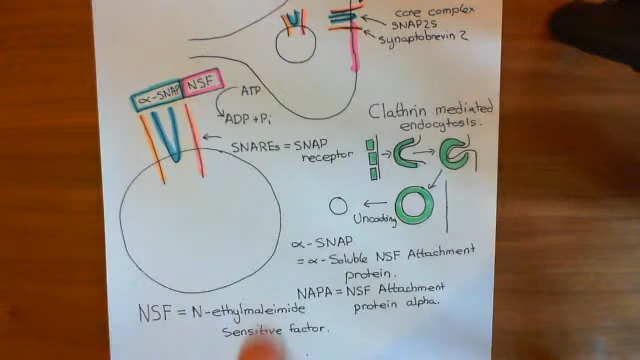 core complex
SNAP25
synaptobrevin 2
α-SNAP NSF
ATP
ADP + Pi
SNAREs = SNAP
receptor
Clathrin mediated
endocytosis.
Uncoating
α-SNAP
= α-Soluble NSF Attachment
protein.
NAPA = NSF Attachment
protein alpha.
NSF = N-ethylmaleimide
Sensitive factor.